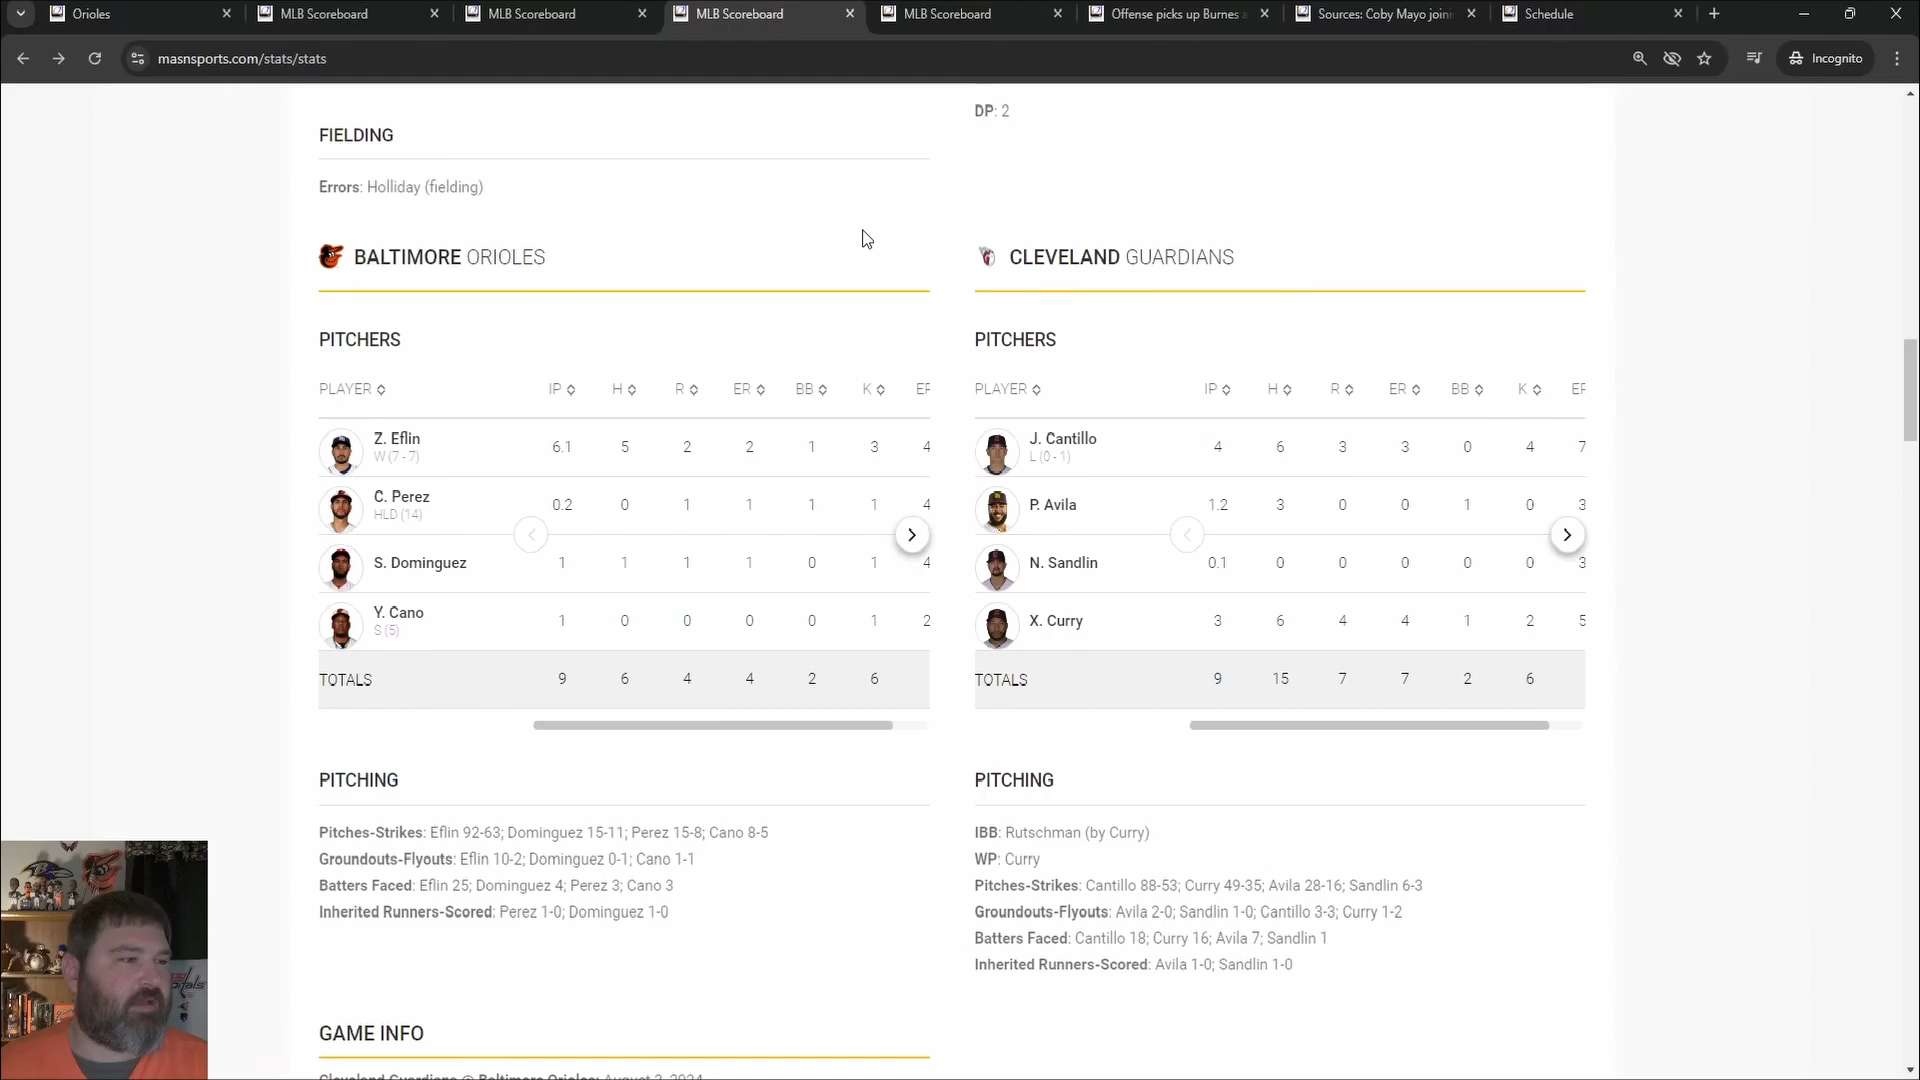 Orioles
MLB Scoreboard
MLB Scoreboard
MLB Scoreboard
MLB Scoreboard
Offense picks up Burnes a
Sources: Coby Mayo joini
Schedule
masnsports.com/stats/stats
Incognito
DP: 2
FIELDING
Errors: Holliday (fielding)
BALTIMORE ORIOLES
PITCHERS
PLAYER IP H R ER BB K ER
Z. Eflin 6.1 5 2 2 1 3 4
W (7 - 7)
C. Perez 0.2 0 1 1 1 1 4
HLD (14)
S. Dominguez 1 1 1 1 0 1 4
Y. Cano 1 0 0 0 0 1 2
S (5)
TOTALS 9 6 4 4 2 6
PITCHING
Pitches-Strikes: Eflin 92-63; Dominguez 15-11; Perez 15-8; Cano 8-5
Groundouts-Flyouts: Eflin 10-2; Dominguez 0-1; Cano 1-1
Batters Faced: Eflin 25; Dominguez 4; Perez 3; Cano 3
Inherited Runners-Scored: Perez 1-0; Dominguez 1-0
CLEVELAND GUARDIANS
PITCHERS
PLAYER IP H R ER BB K ER
J. Cantillo 4 6 3 3 0 4 7
L (0 - 1)
P. Avila 1.2 3 0 0 1 0 3
N. Sandlin 0.1 0 0 0 0 0 3
X. Curry 3 6 4 4 1 2 5
TOTALS 9 15 7 7 2 6
PITCHING
IBB: Rutschman (by Curry)
WP: Curry
Pitches-Strikes: Cantillo 88-53; Curry 49-35; Avila 28-16; Sandlin 6-3
Groundouts-Flyouts: Avila 2-0; Sandlin 1-0; Cantillo 3-3; Curry 1-2
Batters Faced: Cantillo 18; Curry 16; Avila 7; Sandlin 1
Inherited Runners-Scored: Avila 1-0; Sandlin 1-0
GAME INFO
Cleveland Guardians @ Baltimore Orioles: August 2, 2024